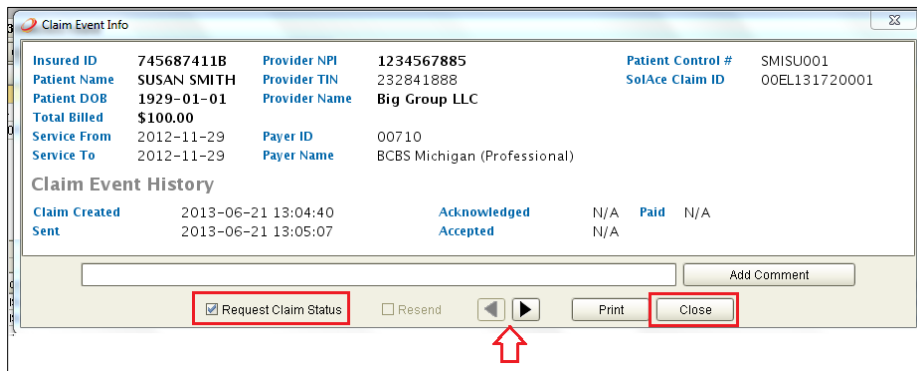 Claim Event Info
Insured ID 745687411B Provider NPI 1234567885 Patient Control # SMISU001
Patient Name SUSAN SMITH Provider TIN 232841888 SolAce Claim ID 00EL131720001
Patient DOB 1929-01-01 Provider Name Big Group LLC
Total Billed $100.00
Service From 2012-11-29 Payer ID 00710
Service To 2012-11-29 Payer Name BCBS Michigan (Professional)
Claim Event History
Claim Created 2013-06-21 13:04:40 Acknowledged N/A Paid N/A
Sent 2013-06-21 13:05:07 Accepted N/A
Add Comment
Request Claim Status Resend Print Close